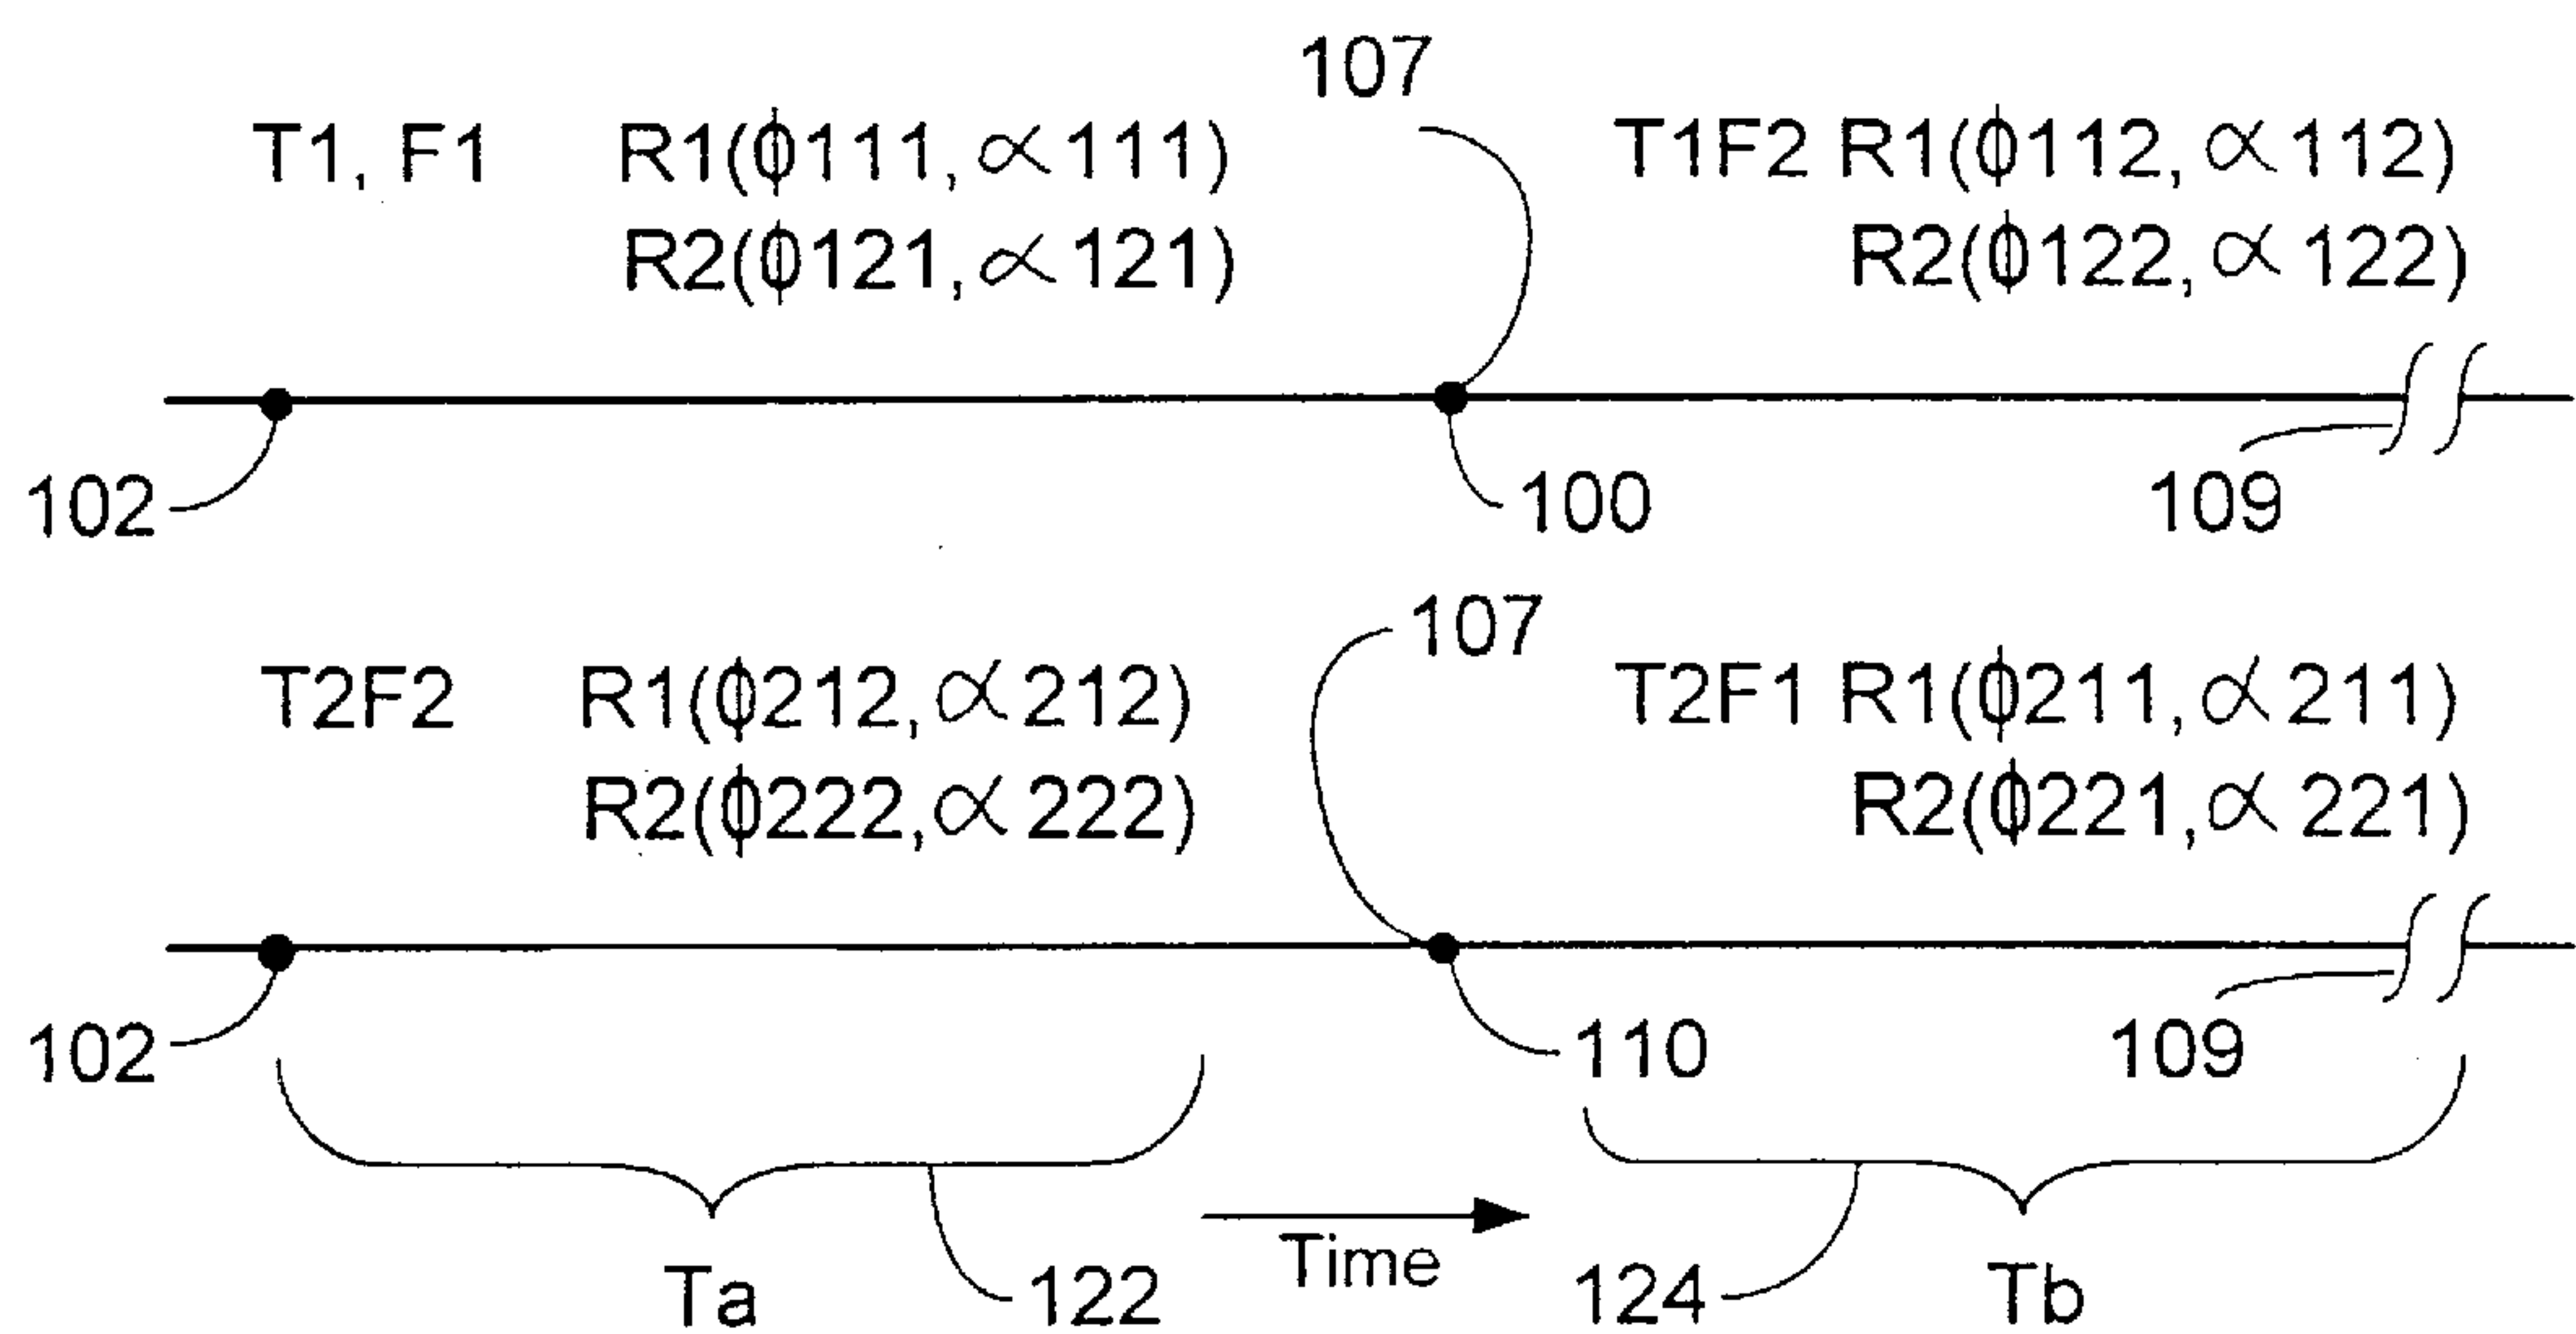 107
T1, F1 R1(ϕ111, ∝111) T1F2 R1(ϕ112, ∝112)
R2(ϕ121, ∝121) R2(ϕ122, ∝122)
102 100 109
107
T2F2 R1(ϕ212, ∝212) T2F1 R1(ϕ211, ∝211)
R2(ϕ222, ∝222) R2(ϕ221, ∝221)
102 110 109
Time
Ta 122 124 Tb